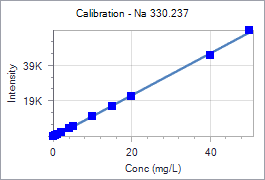 Calibration - Na 330.237
39K
19K
Intensity
0
20
40
Conc (mg/L)